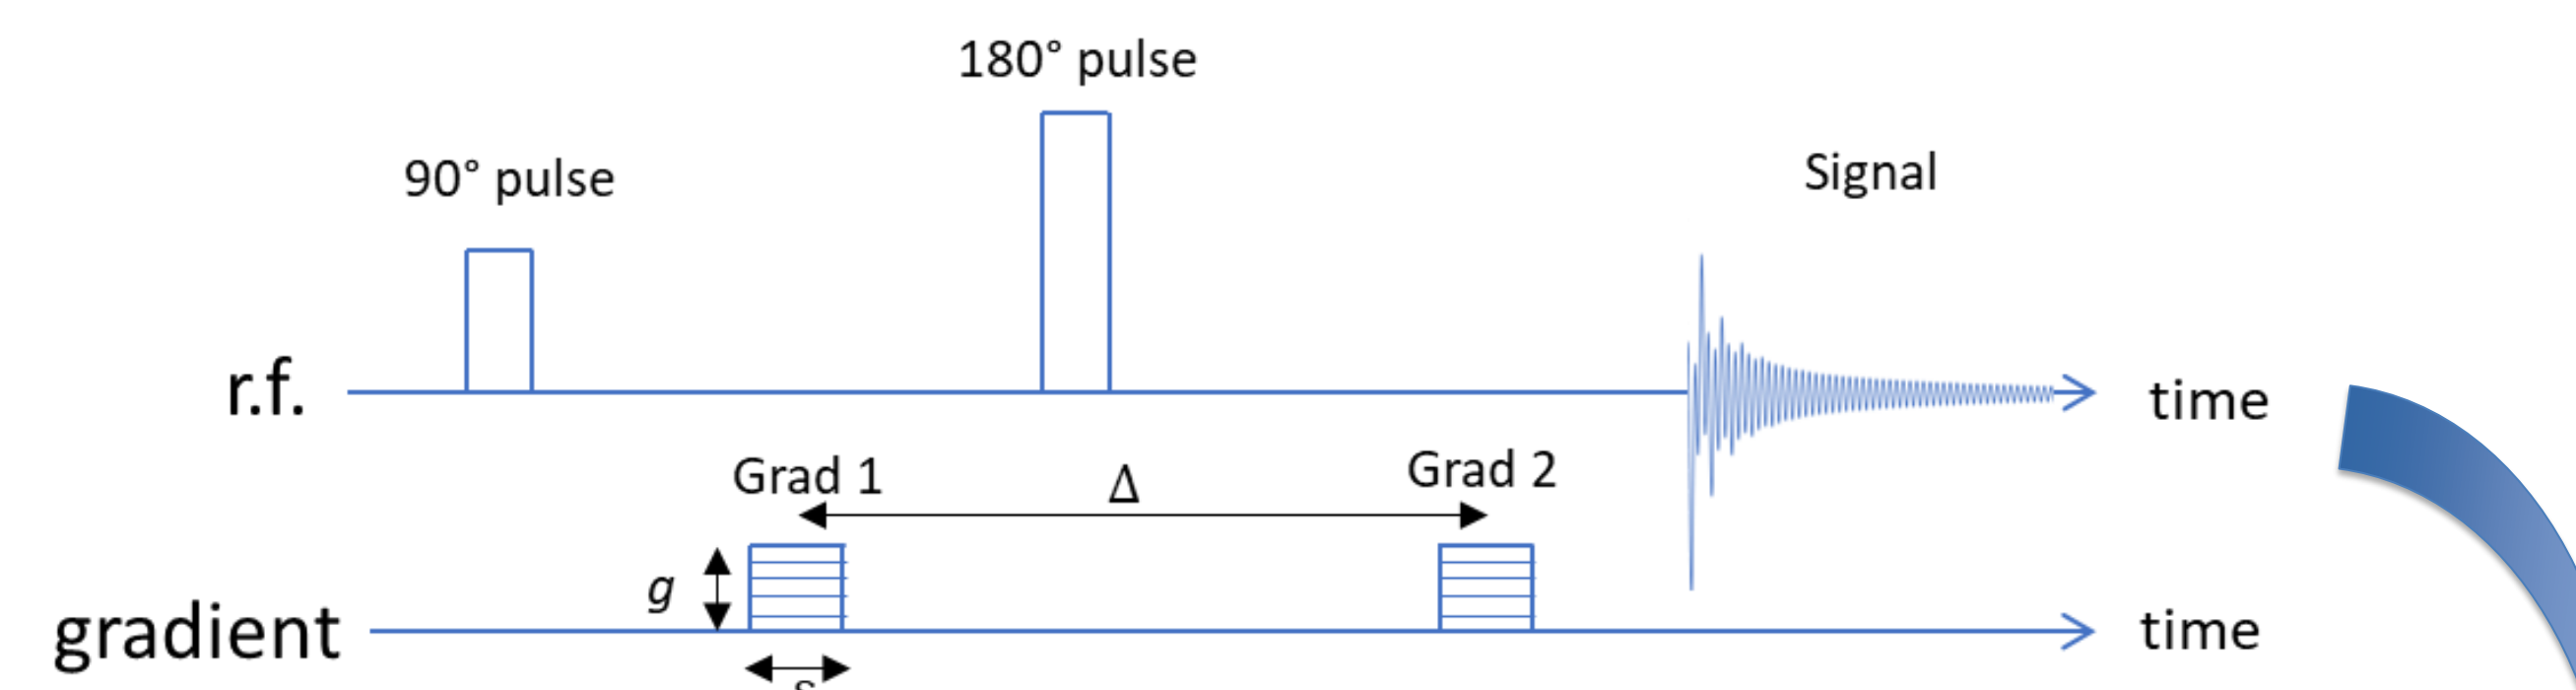 180° pulse
90° pulse
Signal
r.f.
time
Grad 1
Δ
Grad 2
g
gradient
time